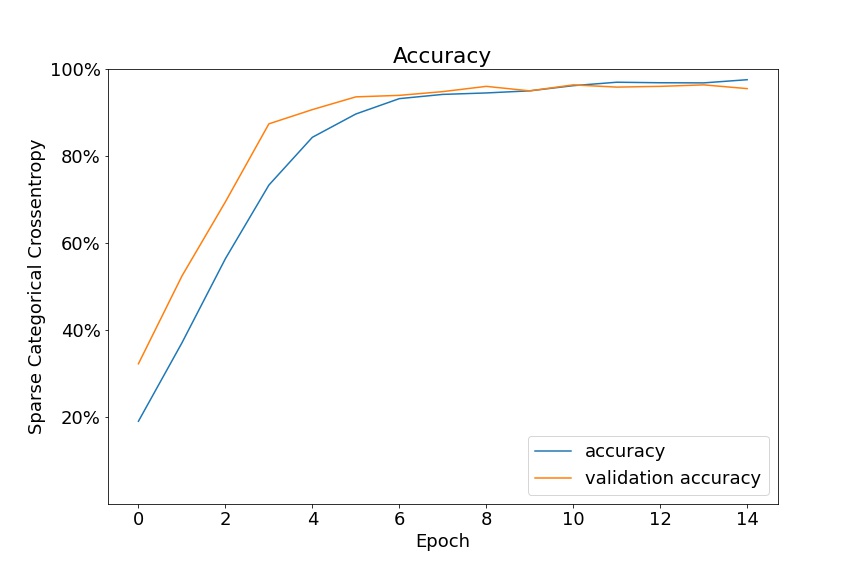 Accuracy
100%
80%
60%
40%
20%
Sparse Categorical Crossentropy
accuracy
validation accuracy
0 2 4 6 8 10 12 14
Epoch